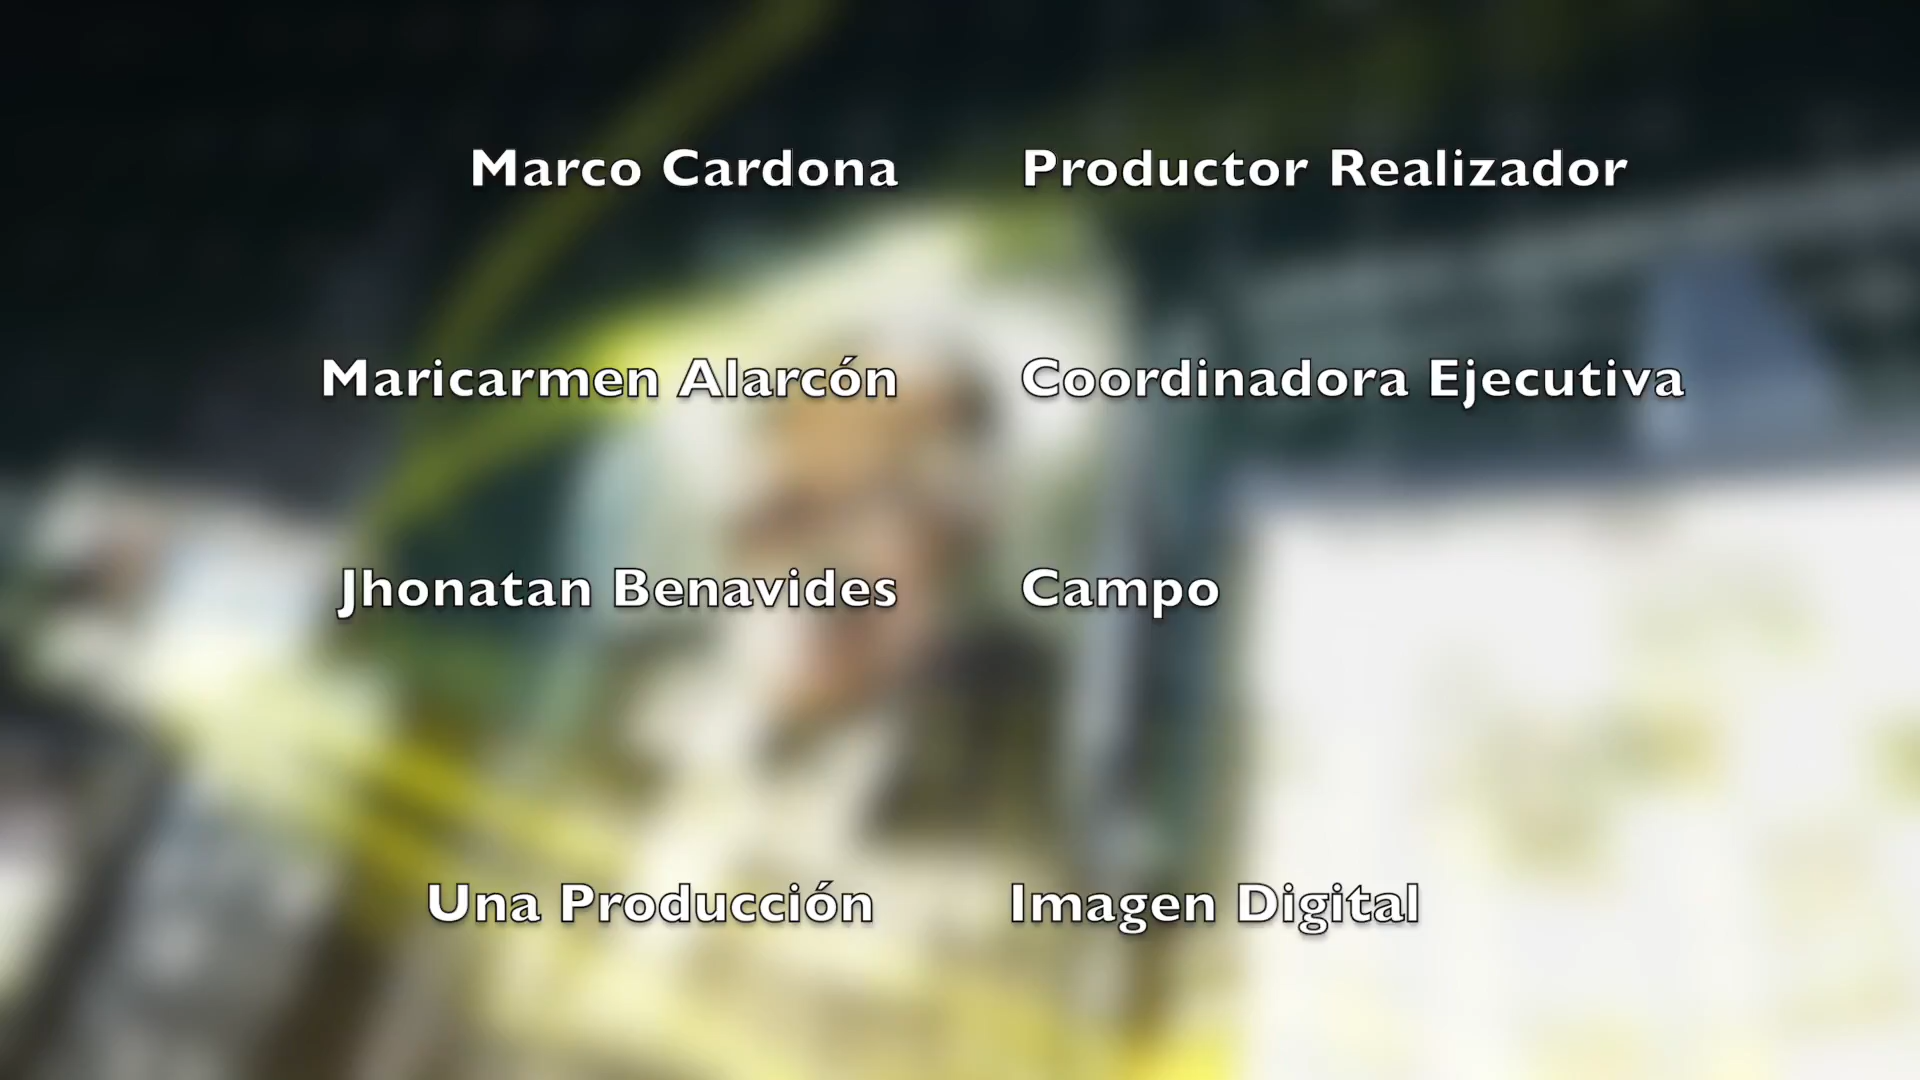 Marco Cardona Productor Realizador
Maricarmen Alarcón Coordinadora Ejecutiva
Jhonatan Benavides Campo
Una Producción Imagen Digital